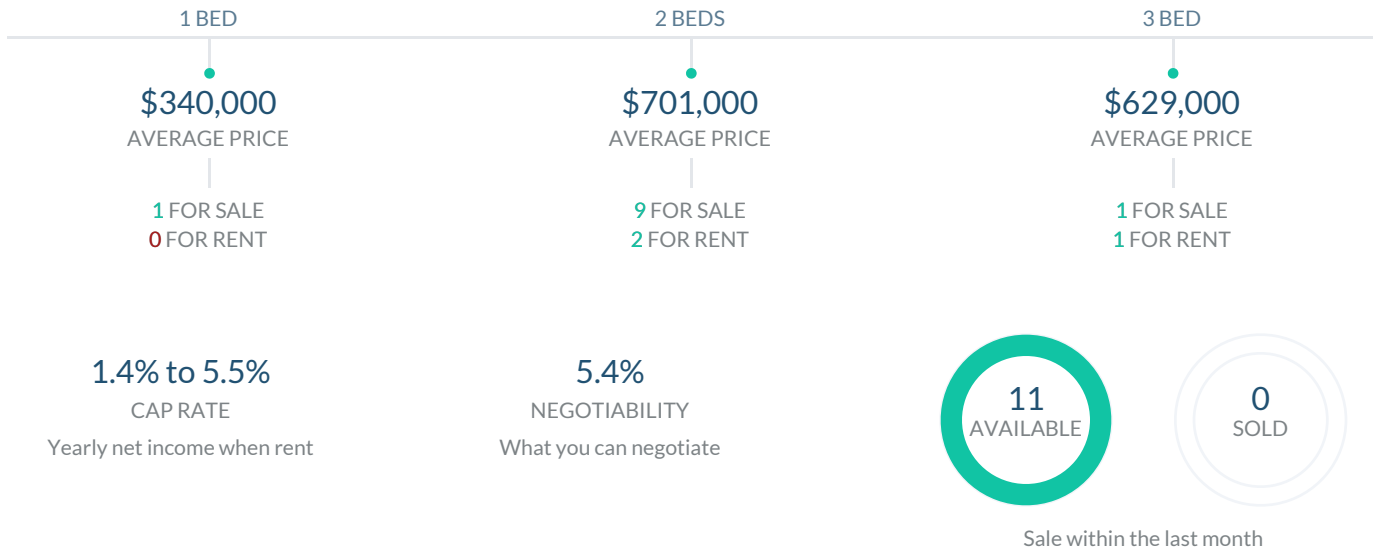 1 BED
$340,000
AVERAGE PRICE
1 FOR SALE
0 FOR RENT
2 BEDS
$701,000
AVERAGE PRICE
9 FOR SALE
2 FOR RENT
3 BED
$629,000
AVERAGE PRICE
1 FOR SALE
1 FOR RENT
1.4% to 5.5%
CAP RATE
Yearly net income when rent
5.4%
NEGOTIABILITY
What you can negotiate
11
AVAILABLE
0
SOLD
Sale within the last month